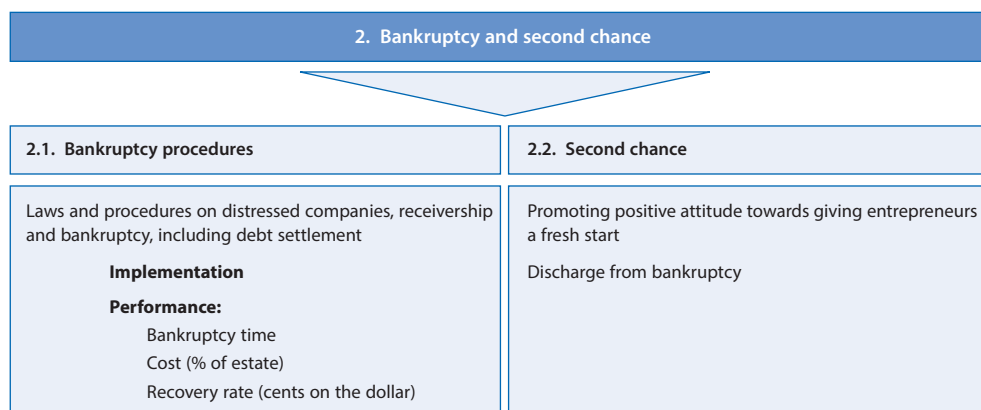 2. Bankruptcy and second chance
2.1. Bankruptcy procedures
Laws and procedures on distressed companies, receivership
and bankruptcy, including debt settlement
Implementation
Performance:
Bankruptcy time
Cost (% of estate)
Recovery rate (cents on the dollar)
2.2. Second chance
Promoting positive attitude towards giving entrepreneurs
a fresh start
Discharge from bankruptcy